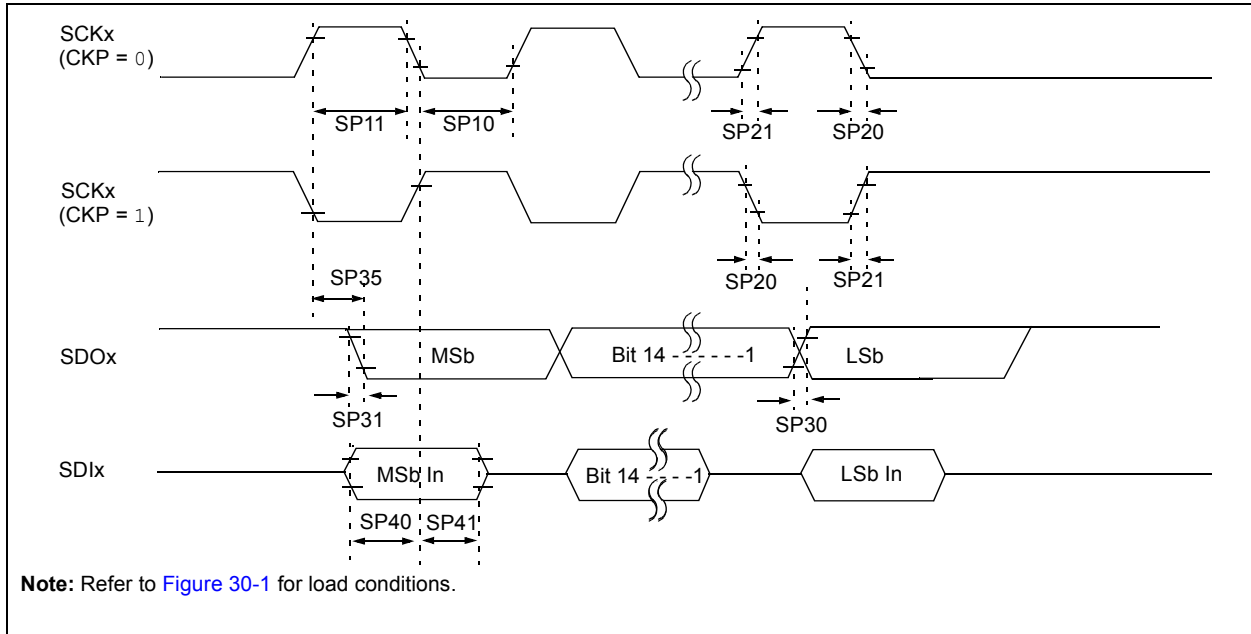 SCKx
(CKP = 0)
SP11
SP10
SP21
SP20
SCKx
(CKP = 1)
SP35
SP20
SP21
SDOx
MSb
Bit 14 - - - - - -1
LSb
SP31
SP30
SDIx
MSb In
Bit 14 - - - -1
LSb In
SP40
SP41
Note: Refer to Figure 30-1 for load conditions.